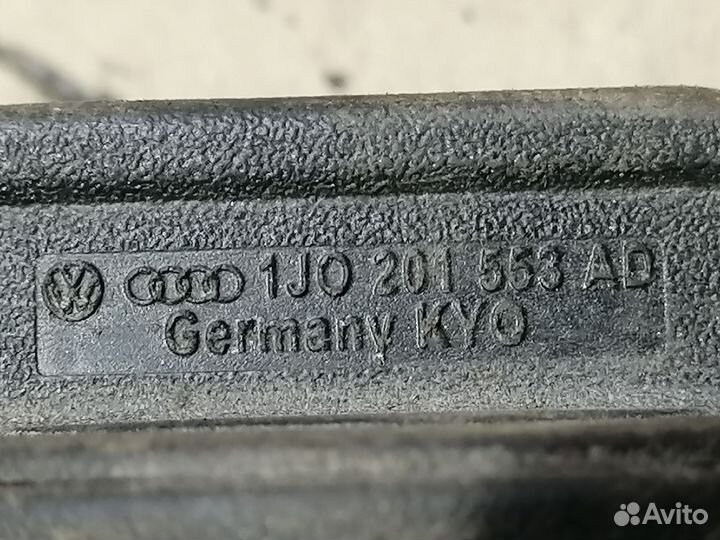 1J0 201 553 AD
Germany KYO
Avito